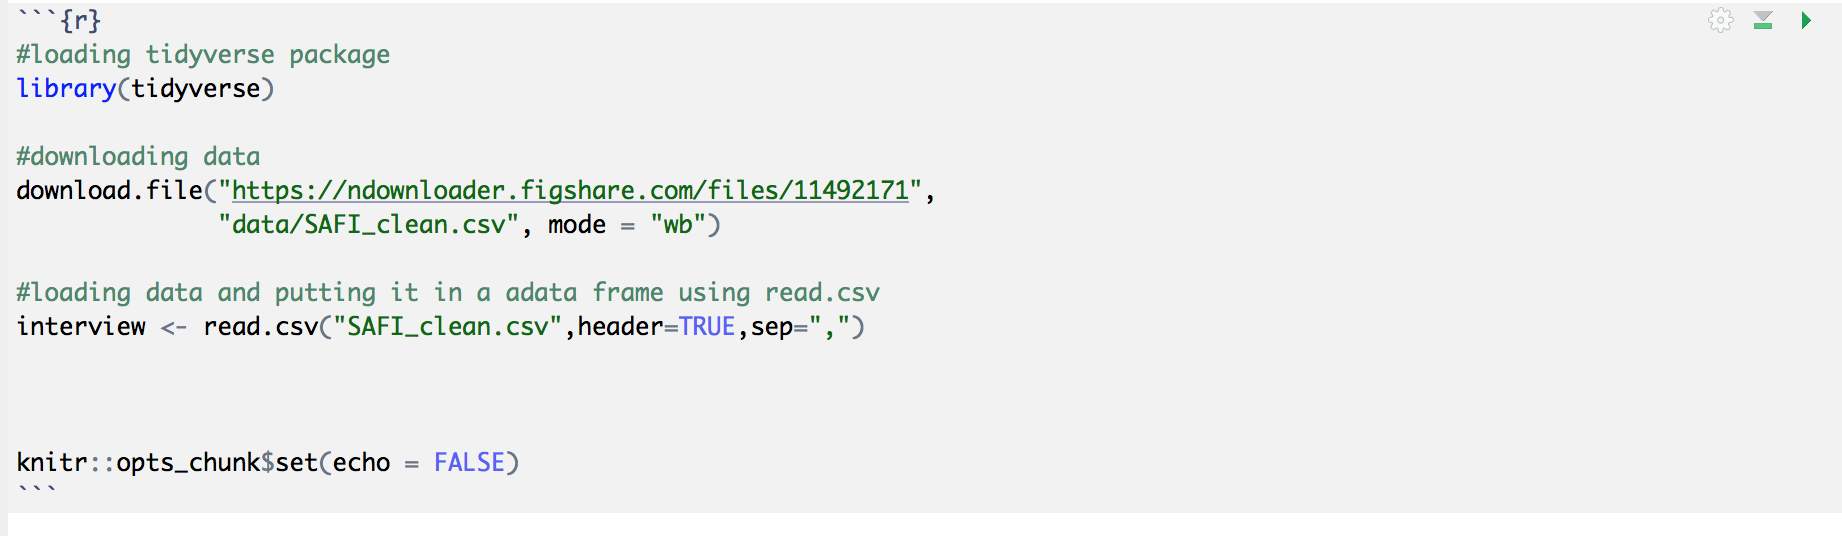 ```{r}
#loading tidyverse package
library(tidyverse)
#downloading data
download.file("https://ndownloader.figshare.com/files/11492171",
"data/SAFI_clean.csv", mode = "wb")
#loading data and putting it in a adata frame using read.csv
interview <- read.csv("SAFI_clean.csv",header=TRUE,sep=",")
knitr::opts_chunk$set(echo = FALSE)
```